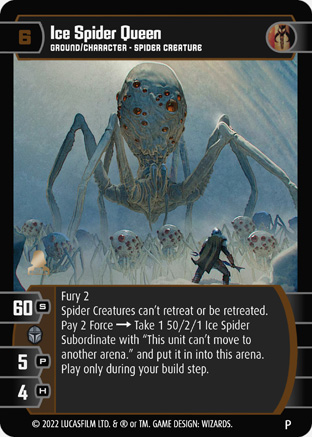 6
Ice Spider Queen
GROUND/CHARACTER - SPIDER CREATURE
60 S
5 P
4 H
Fury 2
Spider Creatures can't retreat or be retreated.
Pay 2 Force → Take 1 50/2/1 Ice Spider
Subordinate with “This unit can't move to
another arena.” and put it in into this arena.
Play only during your build step.
© 2022 LUCASFILM LTD. & ® or TM. GAME DESIGN: WIZARDS.
P